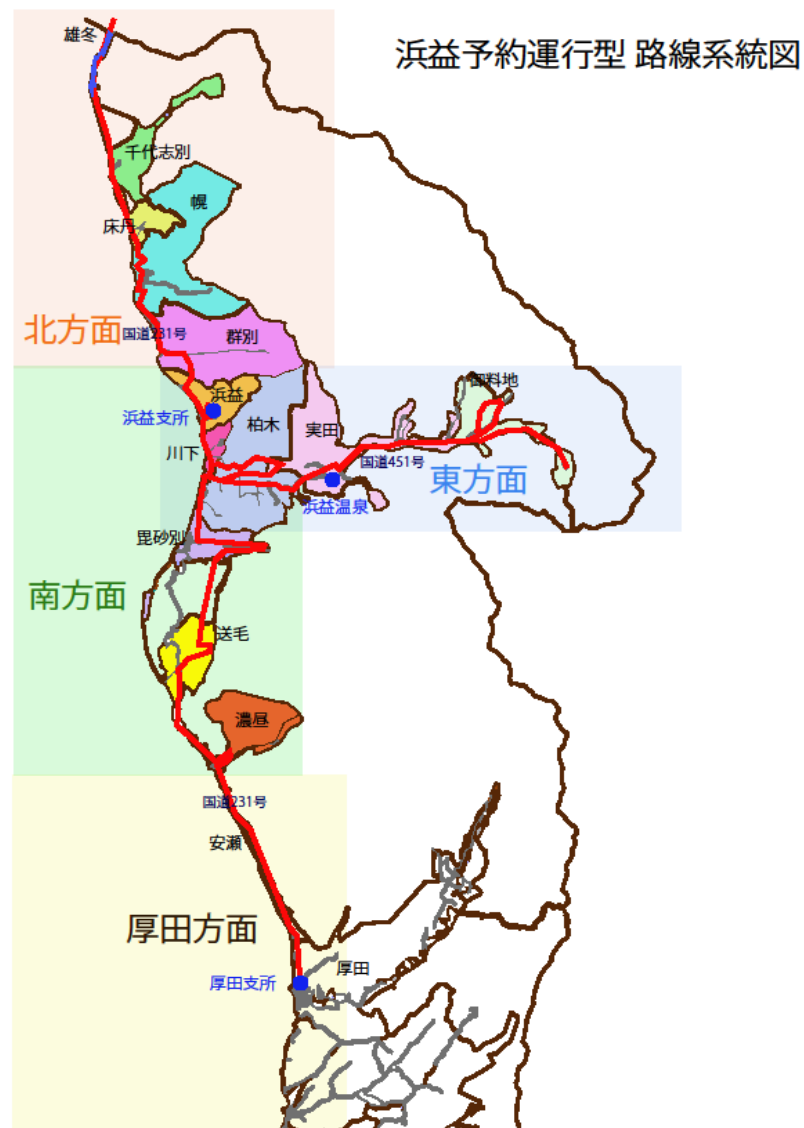 浜益予約運行型 路線系統図
雄冬
千代志別
幌
床丹
北方面
国道231号
群別
浜益
浜益支所
柏木
実田
御料地
川下
国道451号
東方面
浜益温泉
毘砂別
南方面
送毛
濃昼
国道231号
安瀬
厚田方面
厚田支所
厚田